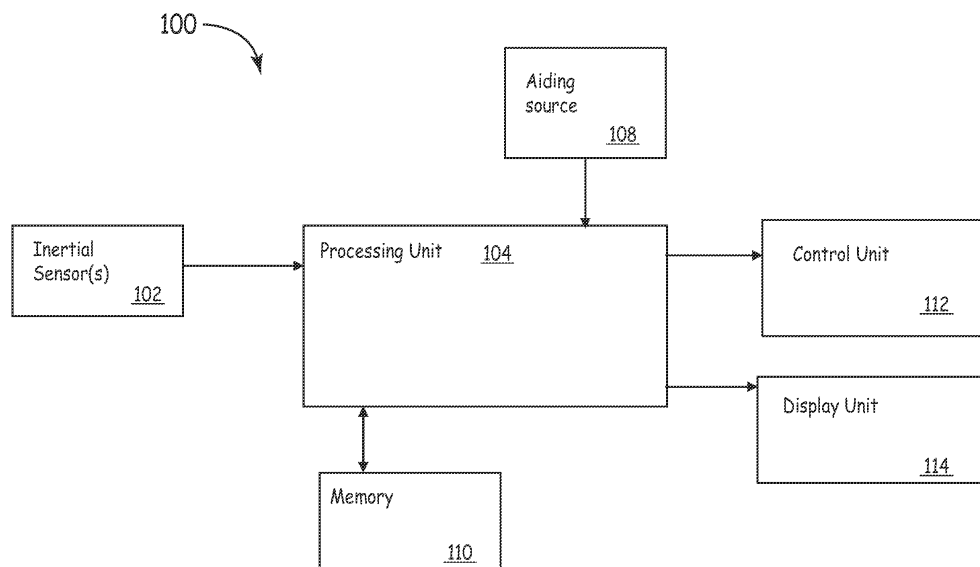 100
Aiding
source
108
Inertial
Sensor(s)
102
Processing Unit 104
Control Unit
112
Display Unit
114
Memory
110